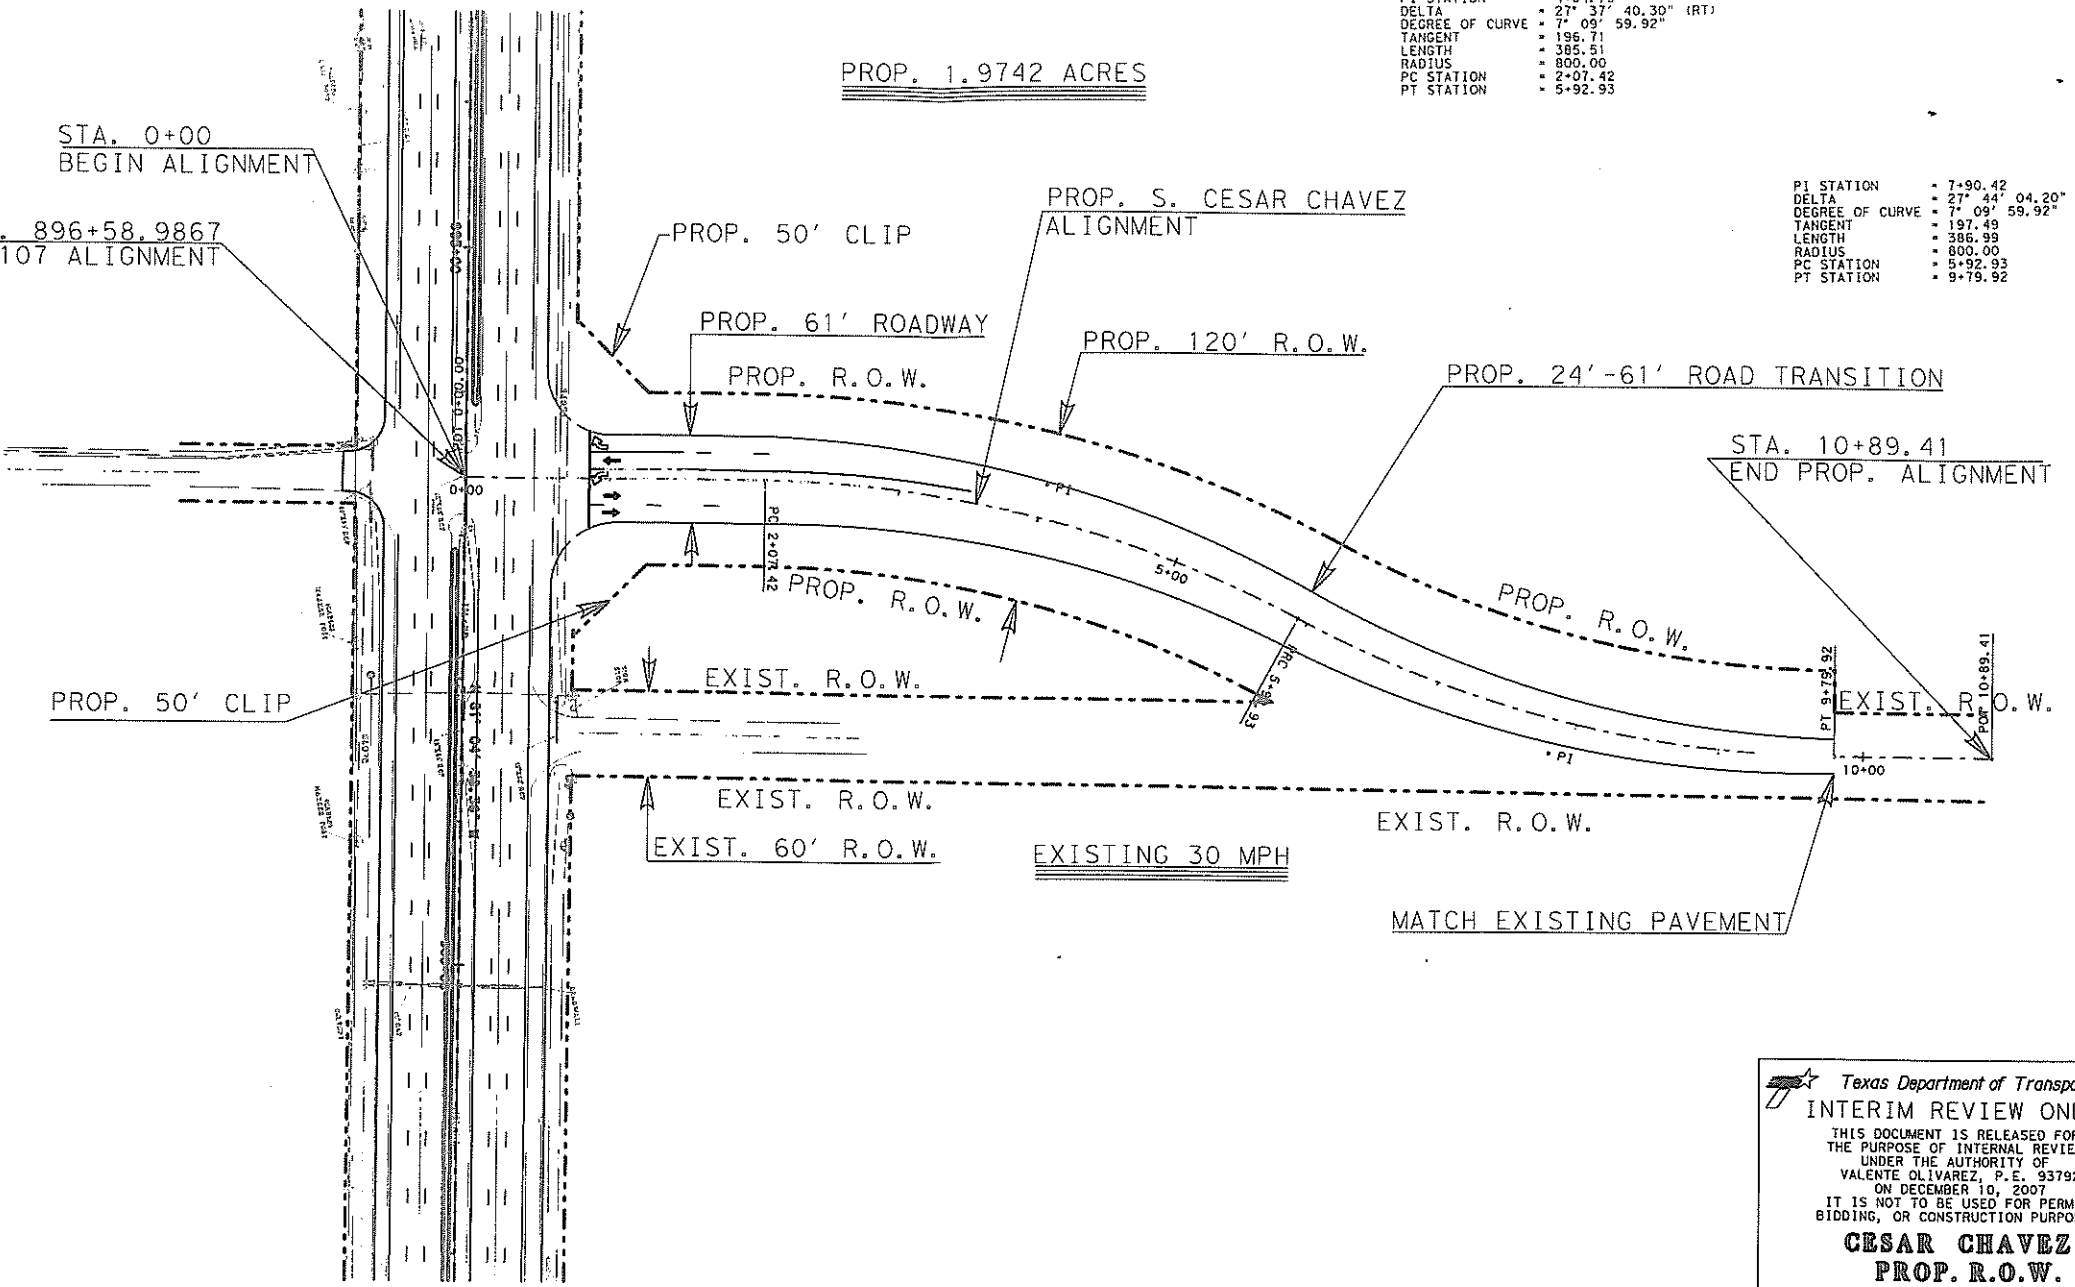 DELTA = 27° 37' 40.30" (RT)
DEGREE OF CURVE = 7° 09' 59.92"
TANGENT = 196.71
LENGTH = 385.51
RADIUS = 800.00
PC STATION = 2+07.42
PT STATION = 5+92.93
PROP. 1.9742 ACRES
STA. 0+00
BEGIN ALIGNMENT
896+58.9867
107 ALIGNMENT
PI STATION = 7+90.42
DELTA = 27° 44' 04.20"
DEGREE OF CURVE = 7° 09' 59.92"
TANGENT = 197.49
LENGTH = 386.99
RADIUS = 800.00
PC STATION = 5+92.93
PT STATION = 9+79.92
PROP. S. CESAR CHAVEZ
ALIGNMENT
PROP. 50' CLIP
PROP. 61' ROADWAY
PROP. 120' R.O.W.
PROP. R.O.W.
PROP. 24'-61' ROAD TRANSITION
STA. 10+89.41
END PROP. ALIGNMENT
0+00
PI
PC 2+07.42
5+00
PROP. R.O.W.
PROP. R.O.W.
PROP. 50' CLIP
EXIST. R.O.W.
PT 9+79.92
EXIST. R.O.W.
POT 10+89.41
PI
10+00
EXIST. R.O.W.
EXIST. R.O.W.
EXIST. 60' R.O.W.
EXISTING 30 MPH
MATCH EXISTING PAVEMENT
Texas Department of Transpo
INTERIM REVIEW ONL
THIS DOCUMENT IS RELEASED FOR
THE PURPOSE OF INTERNAL REVIE
UNDER THE AUTHORITY OF
VALENTE OLIVAREZ, P.E. 93792
ON DECEMBER 10, 2007
IT IS NOT TO BE USED FOR PERM
BIDDING, OR CONSTRUCTION PURPO
CESAR CHAVEZ
PROP. R.O.W.